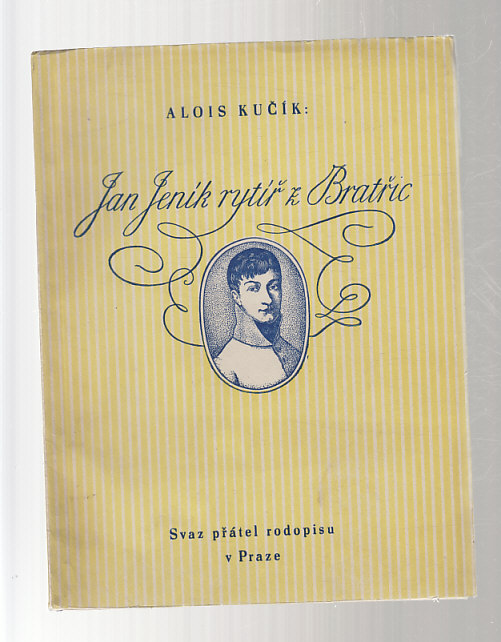 ALOIS KUČÍK:
Jan Jeník rytíř z Bratřic
Svaz přátel rodopisu
v Praze